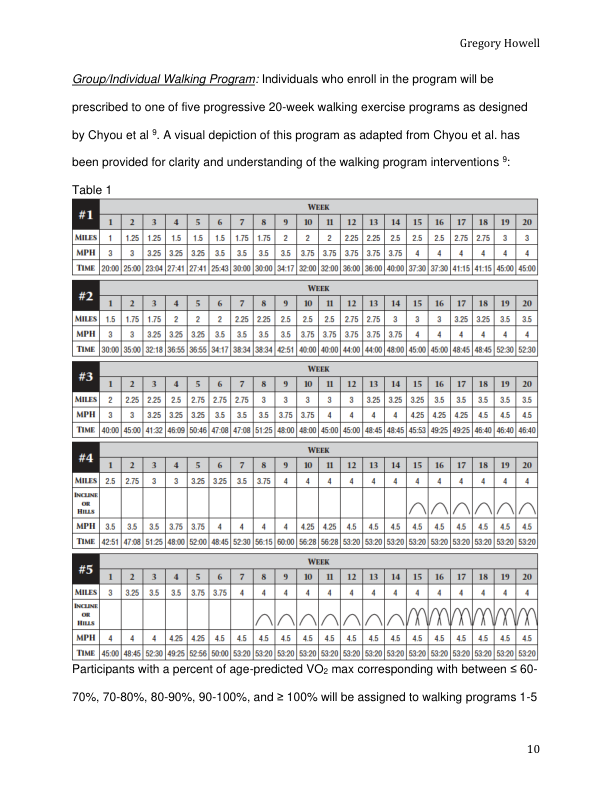 Gregory Howell
Group/Individual Walking Program: Individuals who enroll in the program will be
prescribed to one of five progressive 20-week walking exercise programs as designed
by Chyou et al 9. A visual depiction of this program as adapted from Chyou et al. has
been provided for clarity and understanding of the walking program interventions 9:
Table 1
#1 WEEK
1 2 3 4 5 6 7 8 9 10 11 12 13 14 15 16 17 18 19 20
MILES 1 1.25 1.25 1.5 1.5 1.5 1.75 1.75 2 2 2 2.25 2.25 2.5 2.5 2.5 2.75 2.75 3 3
MPH 3 3 3.25 3.25 3.25 3.5 3.5 3.5 3.5 3.75 3.75 3.75 3.75 3.75 4 4 4 4 4 4
TIME 20:00 25:00 23:04 27:41 27:41 25:43 30:00 30:00 34:17 32:00 32:00 36:00 36:00 40:00 37:30 37:30 41:15 41:15 45:00 45:00
#2 WEEK
1 2 3 4 5 6 7 8 9 10 11 12 13 14 15 16 17 18 19 20
MILES 1.5 1.75 1.75 2 2 2 2.25 2.25 2.5 2.5 2.5 2.75 2.75 3 3 3 3.25 3.25 3.5 3.5
MPH 3 3 3.25 3.25 3.25 3.5 3.5 3.5 3.5 3.75 3.75 3.75 3.75 3.75 4 4 4 4 4 4
TIME 30:00 35:00 32:18 36:55 36:55 34:17 38:34 38:34 42:51 40:00 40:00 44:00 44:00 48:00 45:00 45:00 48:45 48:45 52:30 52:30
#3 WEEK
1 2 3 4 5 6 7 8 9 10 11 12 13 14 15 16 17 18 19 20
MILES 2 2.25 2.25 2.5 2.75 2.75 2.75 3 3 3 3 3 3.25 3.25 3.25 3.5 3.5 3.5 3.5 3.5
MPH 3 3 3.25 3.25 3.25 3.5 3.5 3.5 3.75 3.75 4 4 4 4 4.25 4.25 4.25 4.5 4.5 4.5
TIME 40:00 45:00 41:32 46:09 50:46 47:08 47:08 51:25 48:00 48:00 45:00 45:00 48:45 48:45 45:53 49:25 49:25 46:40 46:40 46:40
#4 WEEK
1 2 3 4 5 6 7 8 9 10 11 12 13 14 15 16 17 18 19 20
MILES 2.5 2.75 3 3 3.25 3.25 3.5 3.75 4 4 4 4 4 4 4 4 4 4 4 4
INCLINE
OR
HILLS
MPH 3.5 3.5 3.5 3.75 3.75 4 4 4 4 4.25 4.25 4.5 4.5 4.5 4.5 4.5 4.5 4.5 4.5 4.5
TIME 42:51 47:08 51:25 48:00 52:00 48:45 52:30 56:15 60:00 56:28 56:28 53:20 53:20 53:20 53:20 53:20 53:20 53:20 53:20 53:20
#5 WEEK
1 2 3 4 5 6 7 8 9 10 11 12 13 14 15 16 17 18 19 20
MILES 3 3.25 3.5 3.5 3.75 3.75 4 4 4 4 4 4 4 4 4 4 4 4 4 4
INCLINE
OR
HILLS
MPH 4 4 4 4.25 4.25 4.5 4.5 4.5 4.5 4.5 4.5 4.5 4.5 4.5 4.5 4.5 4.5 4.5 4.5 4.5
TIME 45:00 48:45 52:30 49:25 52:56 50:00 53:20 53:20 53:20 53:20 53:20 53:20 53:20 53:20 53:20 53:20 53:20 53:20 53:20 53:20
Participants with a percent of age-predicted VO2 max corresponding with between ≤ 60-
70%, 70-80%, 80-90%, 90-100%, and ≥ 100% will be assigned to walking programs 1-5
10